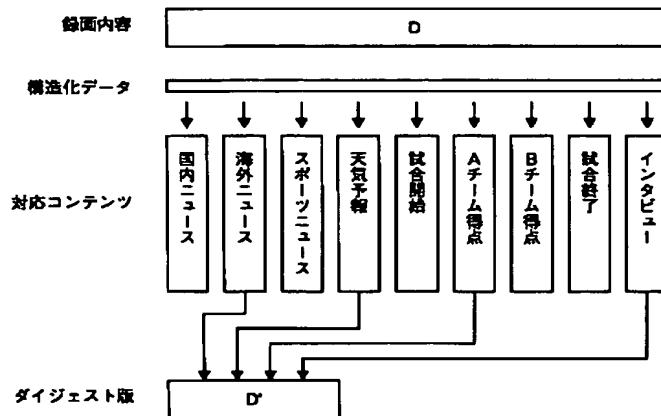 録画内容
D
構造化データ
対応コンテンツ
国内ニュース
海外ニュース
スポーツニュース
天気予報
試合開始
Aチーム得点
Bチーム得点
試合終了
インタビュー
ダイジェスト版
D'